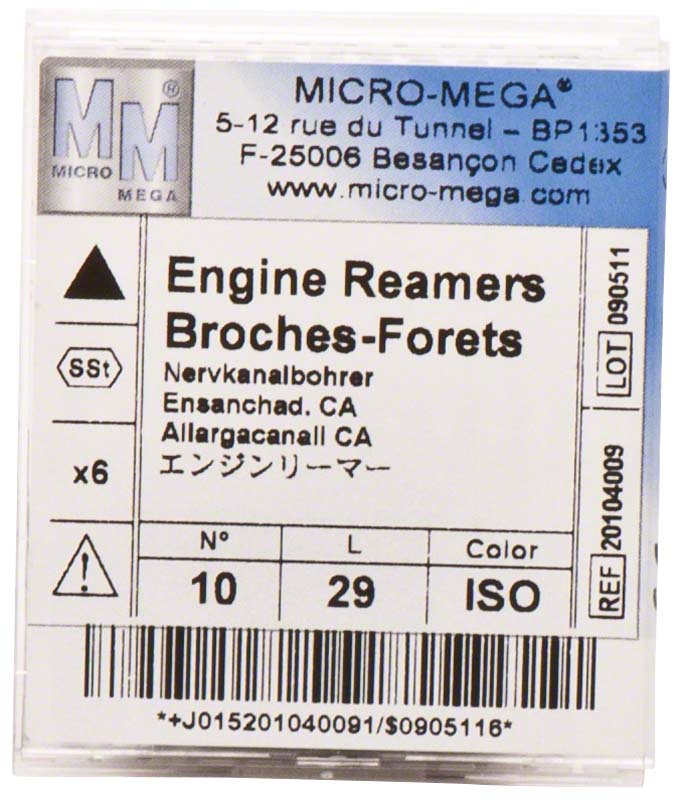 MM®
MICRO
MEGA
MICRO-MEGA®
5-12 rue du Tunnel – BP1353
F-25006 Besançon Cedex
www.micro-mega.com
SSt
x6
Engine Reamers
Broches-Forets
Nervkanalbohrer
Ensanchad. CA
Allargacanali CA
エンジンリーマー
N° L Color
10 29 ISO
LOT 090511
REF 20104009
*+J015201040091/$0905116*